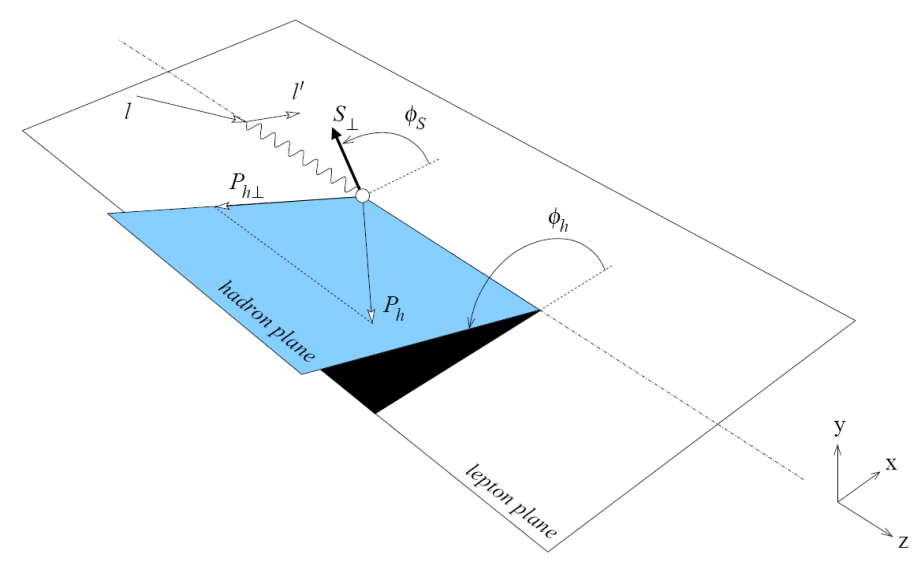 l
l'
S⊥
ϕS
Ph⊥
ϕh
Ph
hadron plane
lepton plane
y
x
z